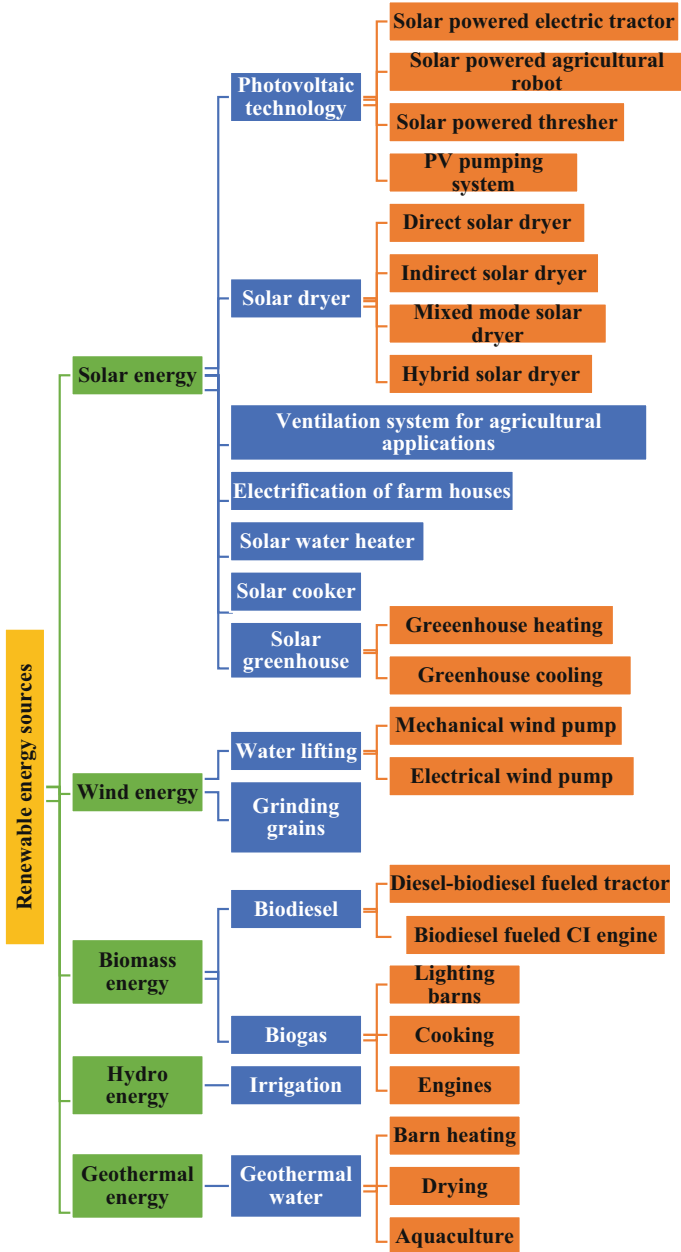 Renewable energy sources
Solar energy
Photovoltaic
technology
Solar powered electric tractor
Solar powered agricultural
robot
Solar powered thresher
PV pumping
system
Solar dryer
Direct solar dryer
Indirect solar dryer
Mixed mode solar
dryer
Hybrid solar dryer
Ventilation system for agricultural
applications
Electrification of farm houses
Solar water heater
Solar cooker
Solar
greenhouse
Greeenhouse heating
Greenhouse cooling
Wind energy
Water lifting
Mechanical wind pump
Electrical wind pump
Grinding
grains
Biomass
energy
Biodiesel
Diesel-biodiesel fueled tractor
Biodiesel fueled CI engine
Biogas
Lighting
barns
Cooking
Engines
Hydro
energy
Irrigation
Geothermal
energy
Geothermal
water
Barn heating
Drying
Aquaculture